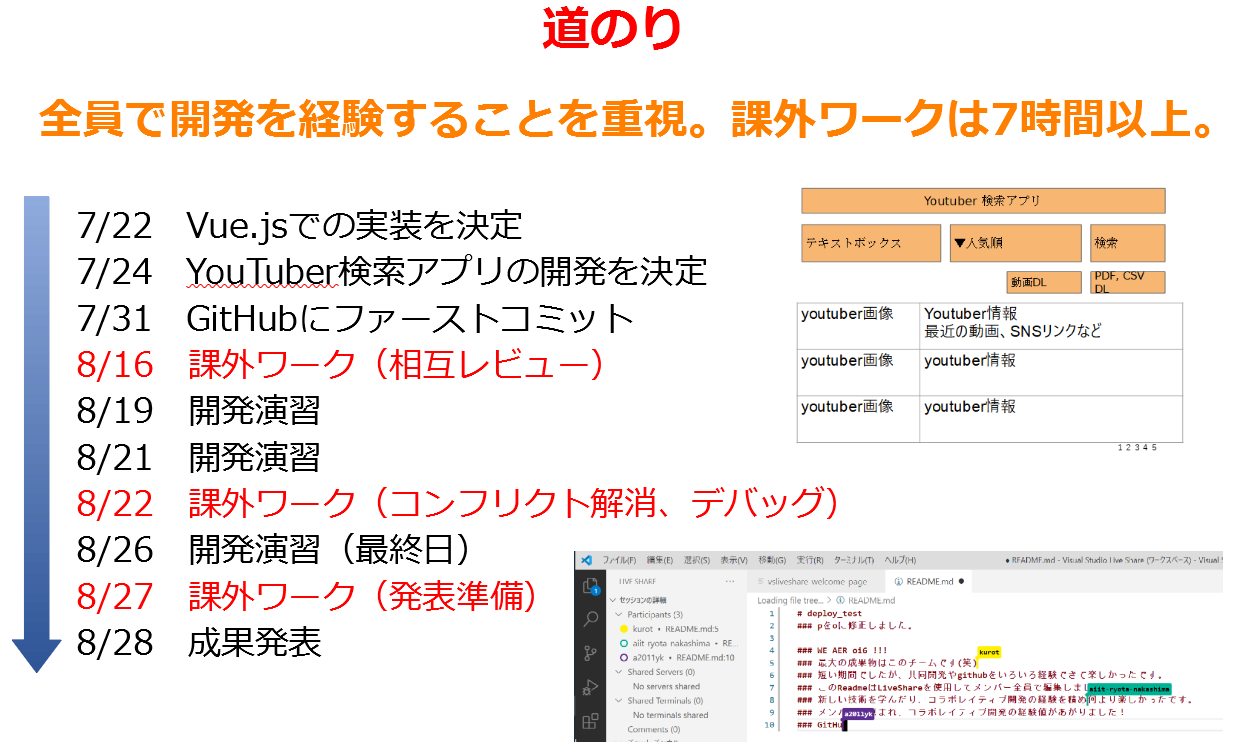 道のり
全員で開発を経験することを重視。課外ワークは7時間以上。
7/22 Vue.jsでの実装を決定
7/24 YouTuber検索アプリの開発を決定
7/31 GitHubにファーストコミット
8/16 課外ワーク（相互レビュー）
8/19 開発演習
8/21 開発演習
8/22 課外ワーク（コンフリクト解消、デバッグ）
8/26 開発演習（最終日）
8/27 課外ワーク（発表準備）
8/28 成果発表
Youtuber 検索アプリ
テキストボックス ▼人気順 検索
動画DL PDF, CSV
DL
youtuber画像 Youtuber情報
最近の動画、SNSリンクなど
youtuber画像 youtuber情報
youtuber画像 youtuber情報
1 2 3 4 5
ファイル(F) 編集(E) 選択(S) 表示(V) 移動(G) 実行(R) ターミナル(T) ヘルプ(H) ● README.md - Visual Studio Live Share (ワークスペース) - Visual
LIVE SHARE ···
vsliveshare-welcome-page README.md ●
1
セッションの詳細
Participants (3)
kurot • README.md:5
aiit-ryota-nakashima • RE...
a2011yk • README.md:10
Shared Servers (0)
No servers shared
Shared Terminals (0)
No terminals shared
Comments (0)
Loading file tree... > README.md
1 # deploy_test
2 ### pをoに修正しました。
3
4 ### WE AER oi6 !!!
kurot
5 ### 最大の成果物はこのチームです(笑)
6 ### 短い期間でしたが、共同開発やgithubをいろいろ経験できて楽しかったです。
7 ### このReadmeはLiveShareを使用してメンバー全員で編集しまし
aiit-ryota-nakashima
8 ### 新しい技術を学んだり、コラボレイティブ開発の経験を積め何より楽しかったです。
9 ### メン まれ、コラボレイティブ開発の経験値があがりました！
a2011yk
10 ### GitHu